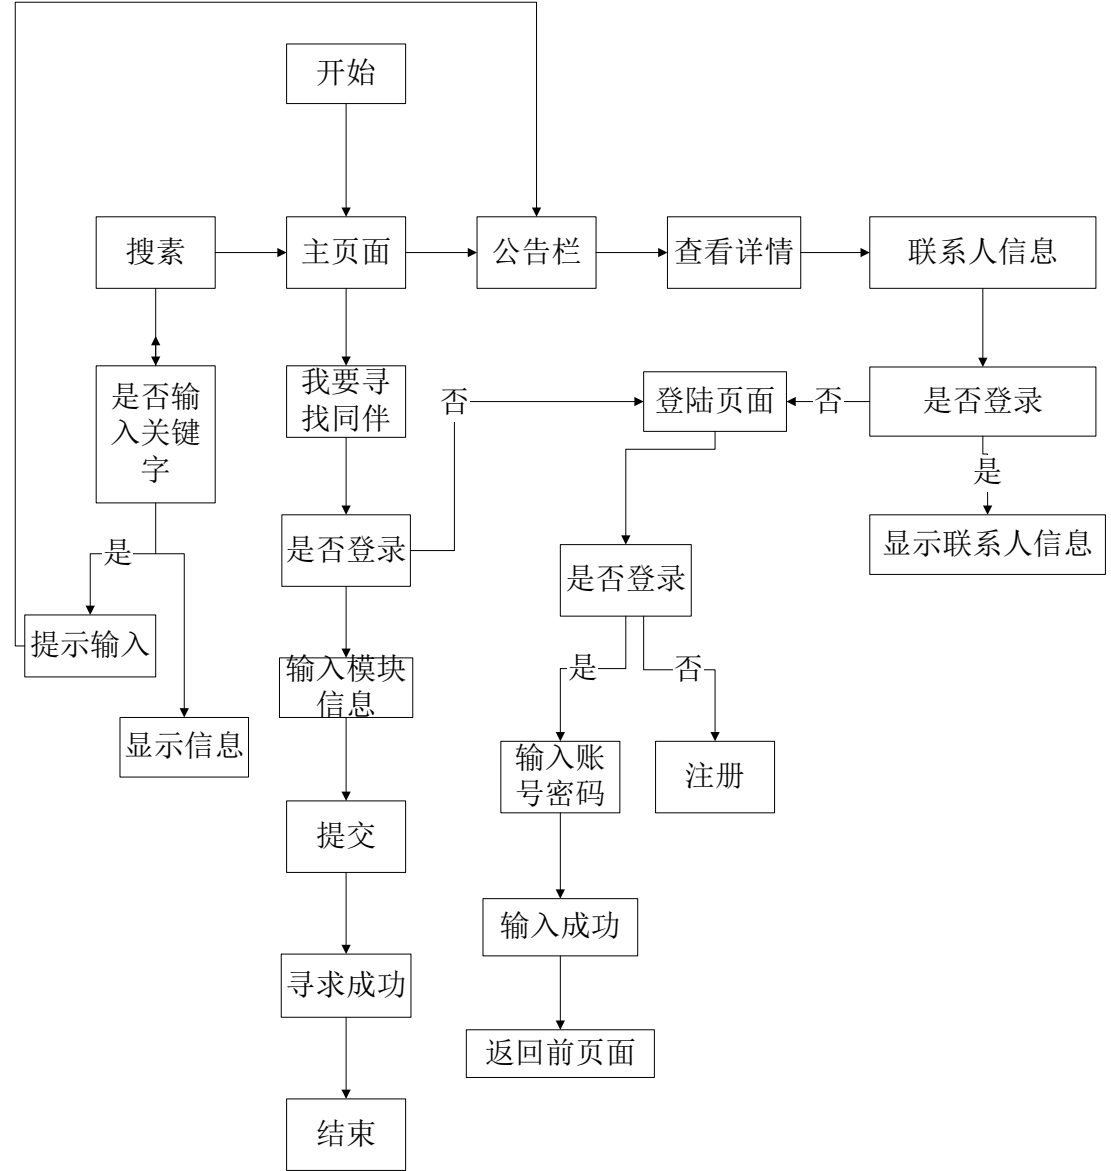 开始
搜素
主页面
公告栏
查看详情
联系人信息
是否输
入关键
字
我要寻
找同伴
否
登陆页面
否
是否登录
是
显示联系人信息
是否登录
是
是否登录
提示输入
输入模块
信息
是
否
显示信息
输入账
号密码
注册
提交
输入成功
寻求成功
返回前页面
结束